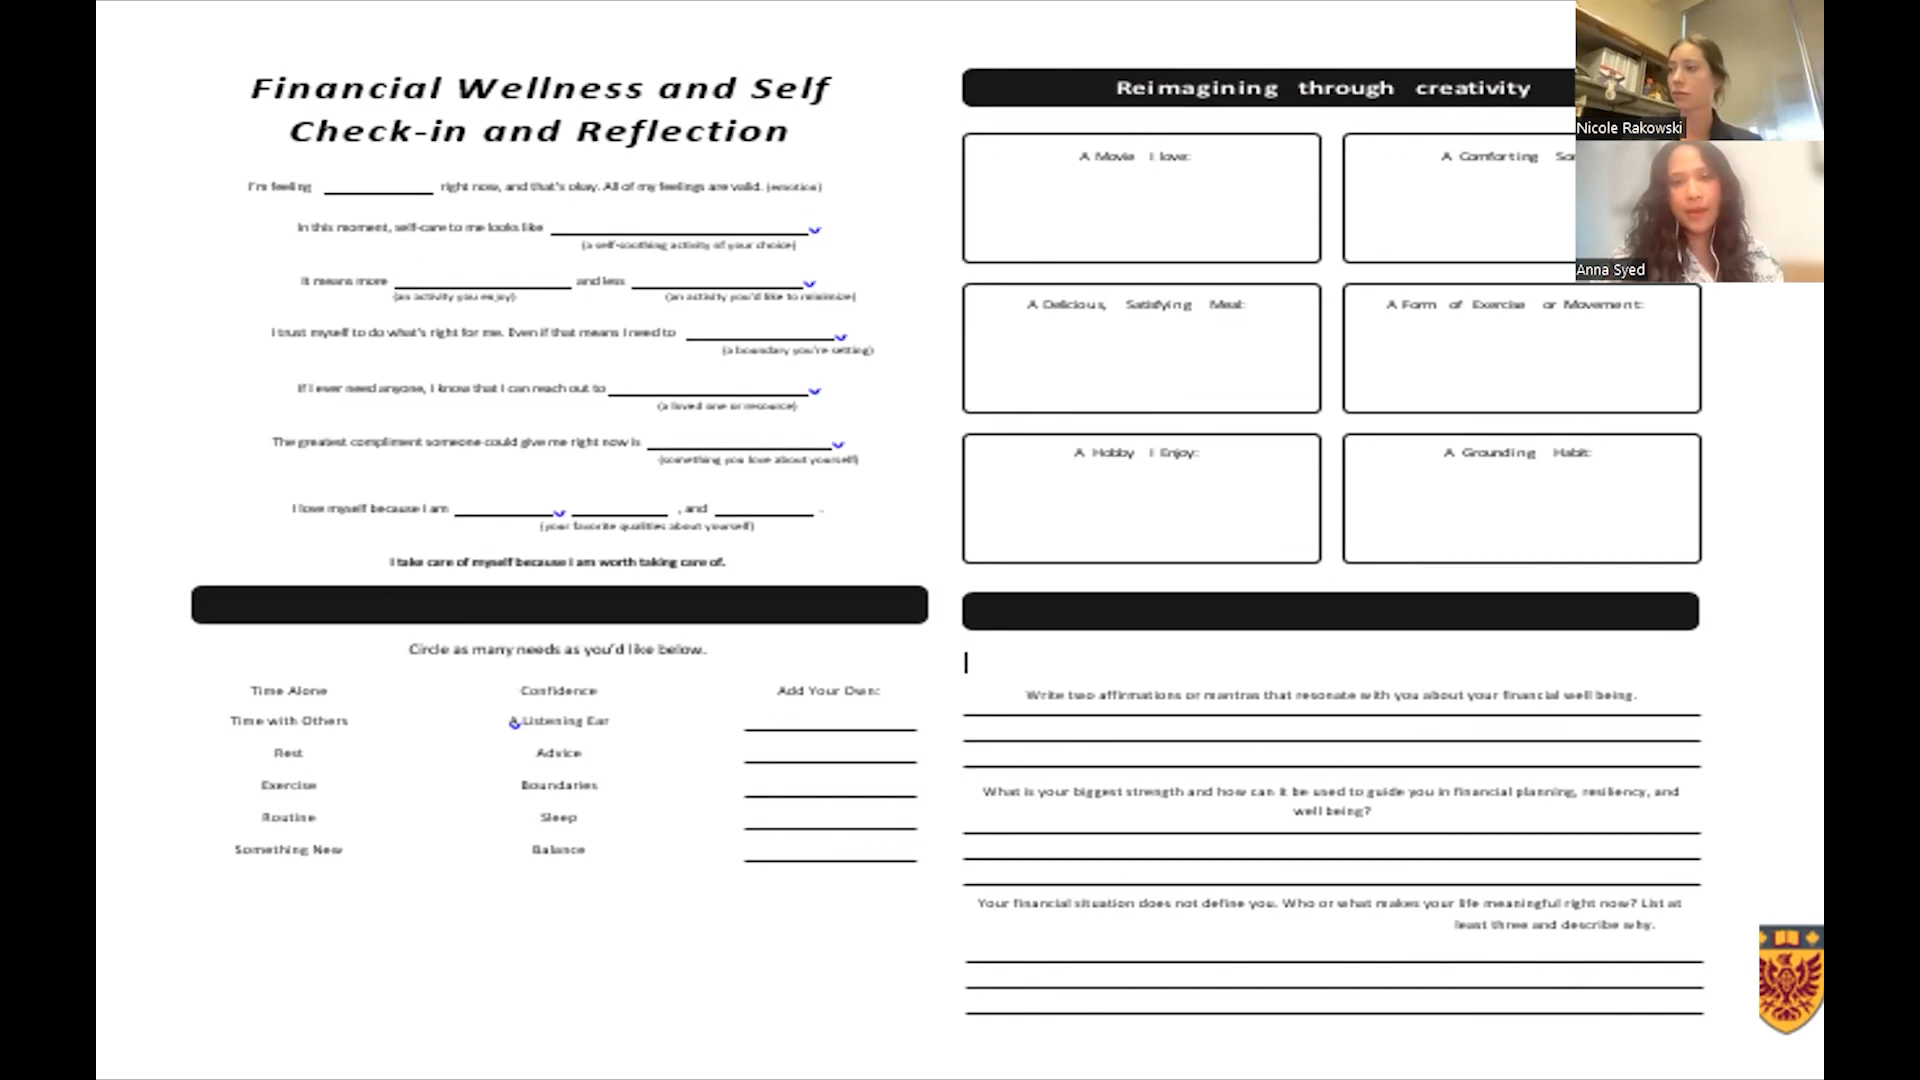 Financial Wellness and Self
Check-in and Reflection
I'm feeling ____________ right now, and that's okay. All of my feelings are valid. (emotion)
In this moment, self-care to me looks like ____________
(a self-soothing activity of your choice)
It means more ____________ and less ____________
(an activity you enjoy) (an activity you'd like to minimize)
I trust myself to do what's right for me. Even if that means I need to ____________
(a boundary you're setting)
If I ever need anyone, I know that I can reach out to ____________
(a loved one or resource)
The greatest compliment someone could give me right now is ____________
(something you love about yourself)
I love myself because I am ____________ ____________ , and ____________ .
(your favorite qualities about yourself)
I take care of myself because I am worth taking care of.
Circle as many needs as you'd like below.
Time Alone Confidence Add Your Own:
Time with Others A Listening Ear
Rest Advice
Exercise Boundaries
Routine Sleep
Something New Balance
Reimagining through creativity
A Movie I love: A Comforting
A Delicious, Satisfying Meal: A Form of Exercise or Movement:
A Hobby I Enjoy: A Grounding Habit:
Write two affirmations or mantras that resonate with you about your financial well being.
What is your biggest strength and how can it be used to guide you in financial planning, resiliency, and
well being?
Your financial situation does not define you. Who or what makes your life meaningful right now? List at
least three and describe why.
Nicole Rakowski
Anna Syed